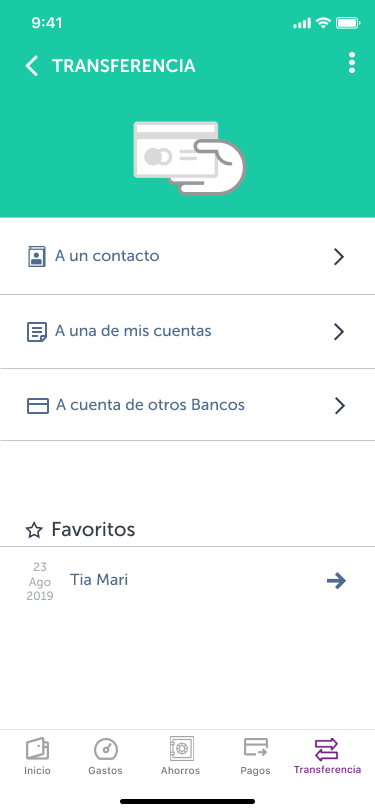 9:41
TRANSFERENCIA
A un contacto
A una de mis cuentas
A cuenta de otros Bancos
Favoritos
23
Ago
2019
Tia Mari
Inicio
Gastos
Ahorros
Pagos
Transferencia